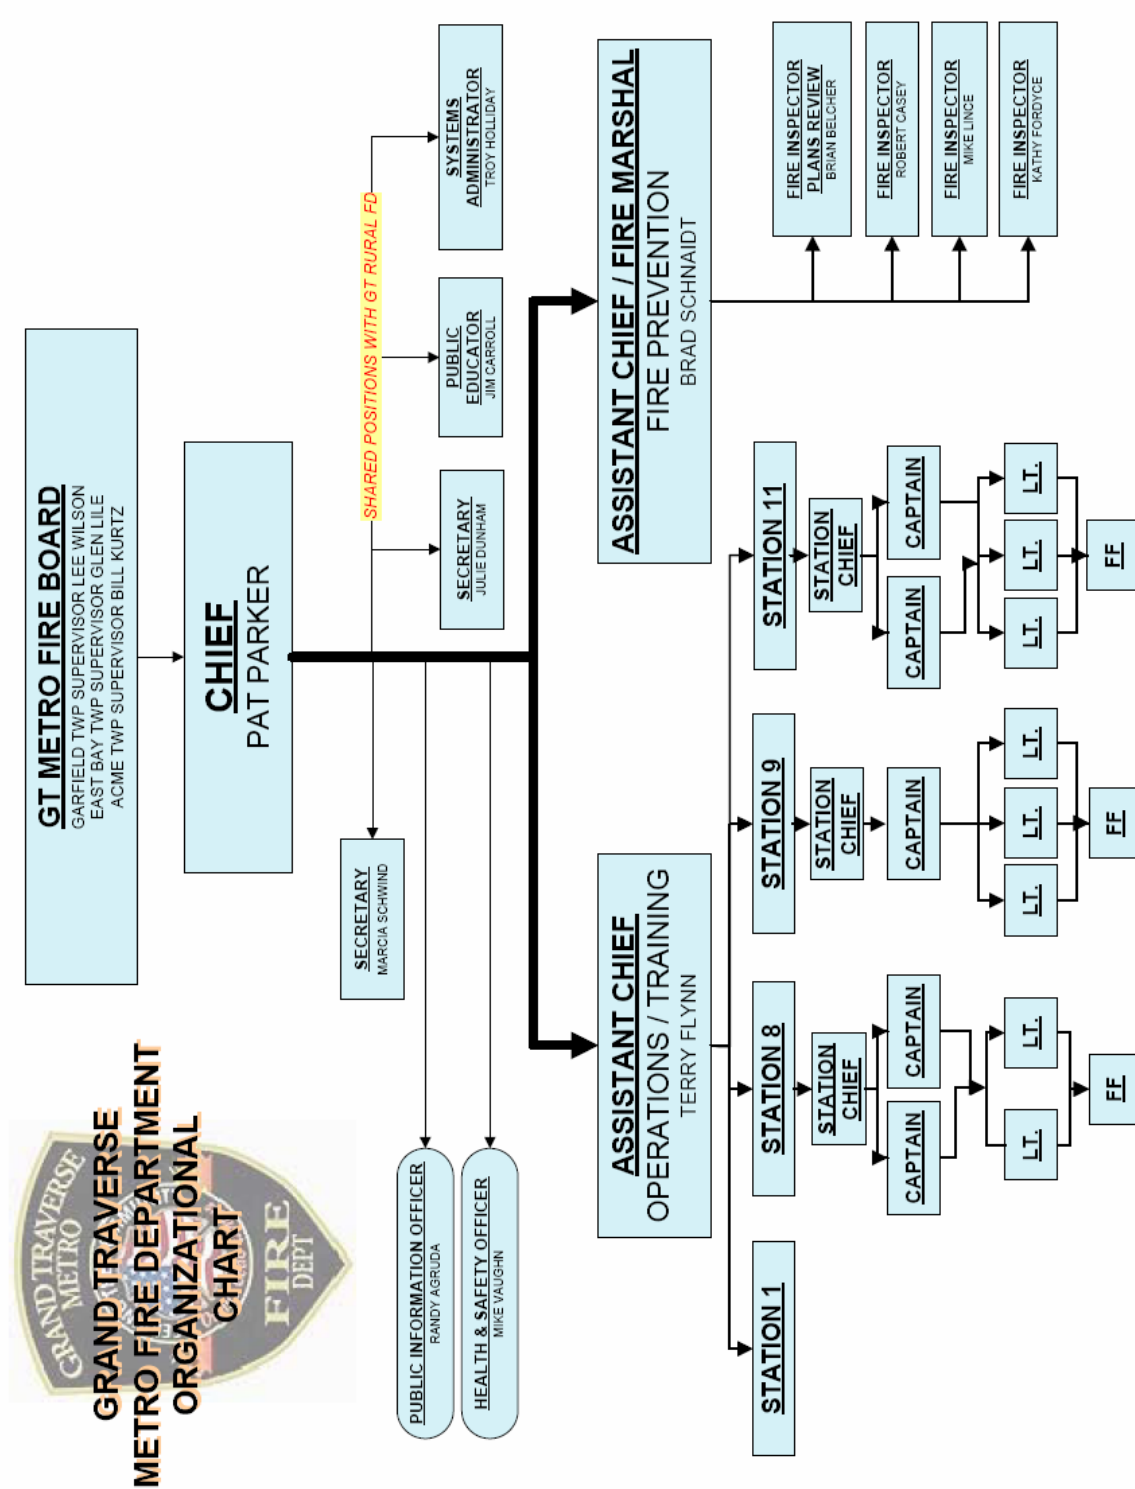 GRAND TRAVERSE
METRO
FIRE
DEPT
GRAND TRAVERSE
METRO FIRE DEPARTMENT
ORGANIZATIONAL
CHART
GT METRO FIRE BOARD
GARFIELD TWP SUPERVISOR LEE WILSON
EAST BAY TWP SUPERVISOR GLEN LILE
ACME TWP SUPERVISOR BILL KURTZ
CHIEF
PAT PARKER
SECRETARY
MARCIA SCHWIND
SHARED POSITIONS WITH GT RURAL FD
SECRETARY
JULIE DUNHAM
PUBLIC
EDUCATOR
JIM CARROLL
SYSTEMS
ADMINISTRATOR
TROY HOLLIDAY
PUBLIC INFORMATION OFFICER
RANDY AGRUDA
HEALTH & SAFETY OFFICER
MIKE VAUGHN
ASSISTANT CHIEF
OPERATIONS / TRAINING
TERRY FLYNN
ASSISTANT CHIEF / FIRE MARSHAL
FIRE PREVENTION
BRAD SCHNAIDT
STATION 1
STATION 8
STATION CHIEF
CAPTAIN
CAPTAIN
LT.
LT.
FF
STATION 9
STATION
CHIEF
CAPTAIN
LT.
LT.
LT.
FF
STATION 11
STATION
CHIEF
CAPTAIN
CAPTAIN
LT.
LT.
LT.
FF
FIRE INSPECTOR
PLANS REVIEW
BRIAN BELCHER
FIRE INSPECTOR
ROBERT CASEY
FIRE INSPECTOR
MIKE LINCE
FIRE INSPECTOR
KATHY FORDYCE